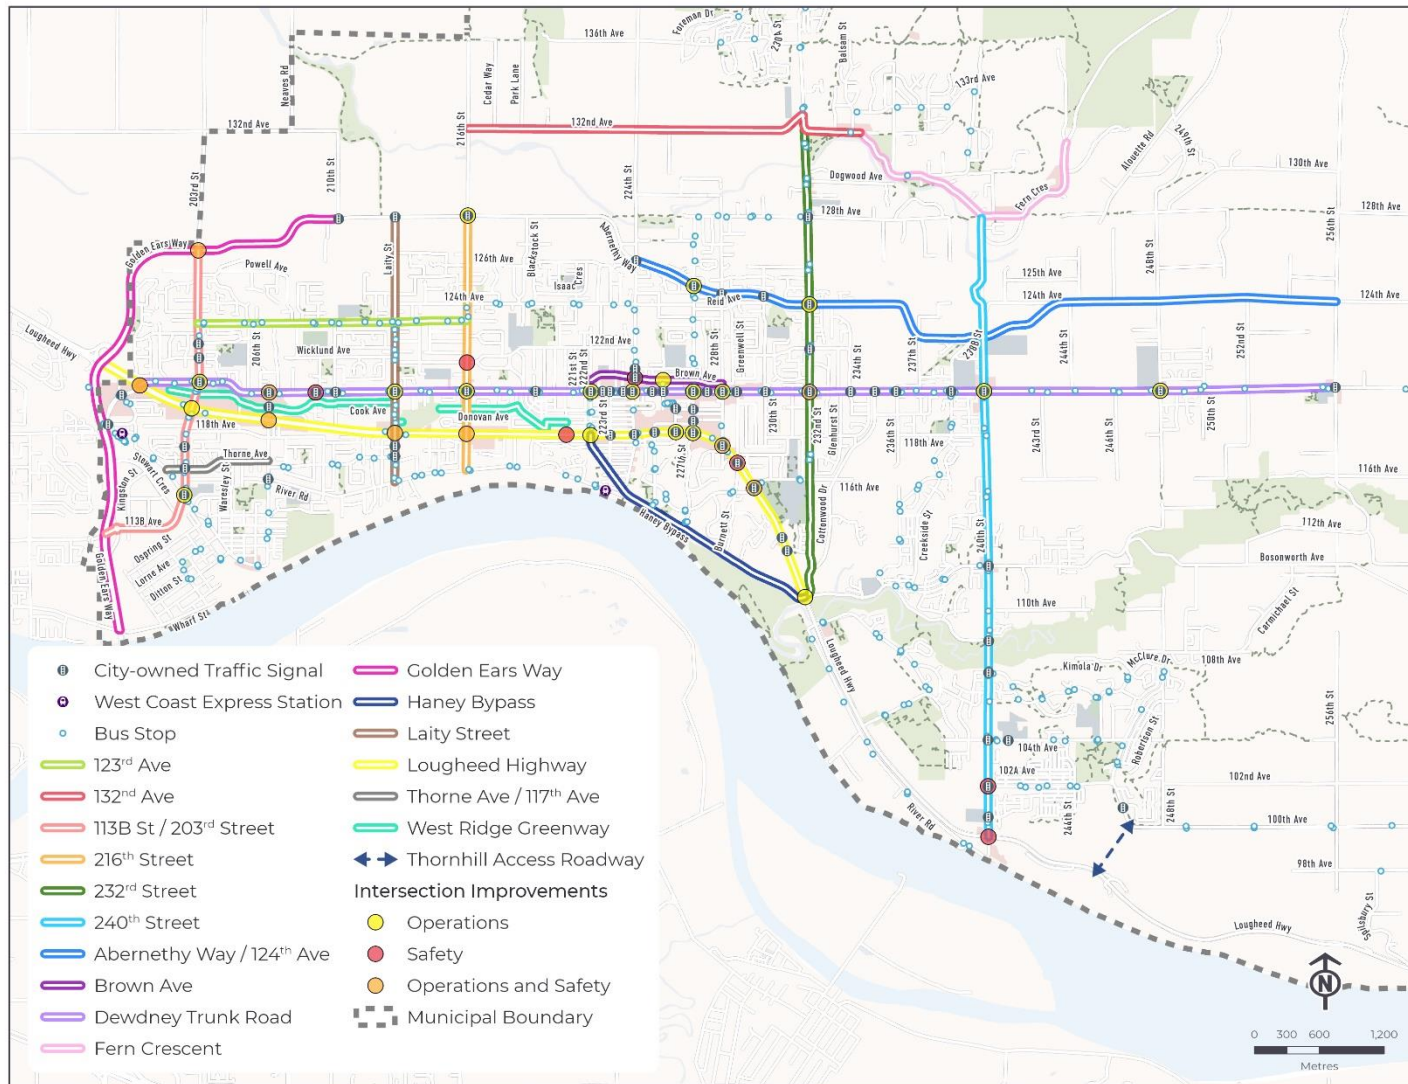 Foreman Dr
230A St
Balsam St
136th Ave
Neaves Rd
Cedar Way
Park Lane
133rd Ave
132nd Ave
216th St
132nd Ave
249th St
Alouette Rd
203rd St
210th St
224th St
Dogwood Ave
130th Ave
Fern Cres
128th Ave
128th Ave
256th St
Golden Ears Way
Laity St
Abernethy Way
Blackstock St
126th Ave
Powell Ave
Isaac Cres
248th St
125th Ave
124th Ave
124th Ave
124th Ave
Reid Ave
Lougheed Hwy
206th St
Wicklund Ave
122nd Ave
221st St
222nd St
228th St
Greenwell St
234th St
237th St
238B St
244th St
252nd St
Brown Ave
Cook Ave
Donovan Ave
118th Ave
223rd St
230th St
232nd St
Glenhurst St
236th St
118th Ave
243rd St
246th St
250th St
Stewart Cres
Thorne Ave
227th St
116th Ave
Kingston St
Waresley St
River Rd
116th Ave
113B Ave
Haney Bypass
Burnett St
Cottonwood Dr
Creekside St
240th St
112th Ave
Ospring St
Lorne Ave
Ditton St
Bosonworth Ave
Golden Ears Way
Wharf St
110th Ave
Carmichael St
Lougheed Hwy
Kimola Dr
McClure Dr
108th Ave
Robertson St
256th St
104th Ave
102A Ave
102nd Ave
River Rd
244th St
248th St
100th Ave
98th Ave
Spilsbury St
Lougheed Hwy
City-owned Traffic Signal
West Coast Express Station
Bus Stop
123rd Ave
132nd Ave
113B St / 203rd Street
216th Street
232nd Street
240th Street
Abernethy Way / 124th Ave
Brown Ave
Dewdney Trunk Road
Fern Crescent
Golden Ears Way
Haney Bypass
Laity Street
Lougheed Highway
Thorne Ave / 117th Ave
West Ridge Greenway
Thornhill Access Roadway
Intersection Improvements
Operations
Safety
Operations and Safety
Municipal Boundary
N
0 300 600 1,200
Metres